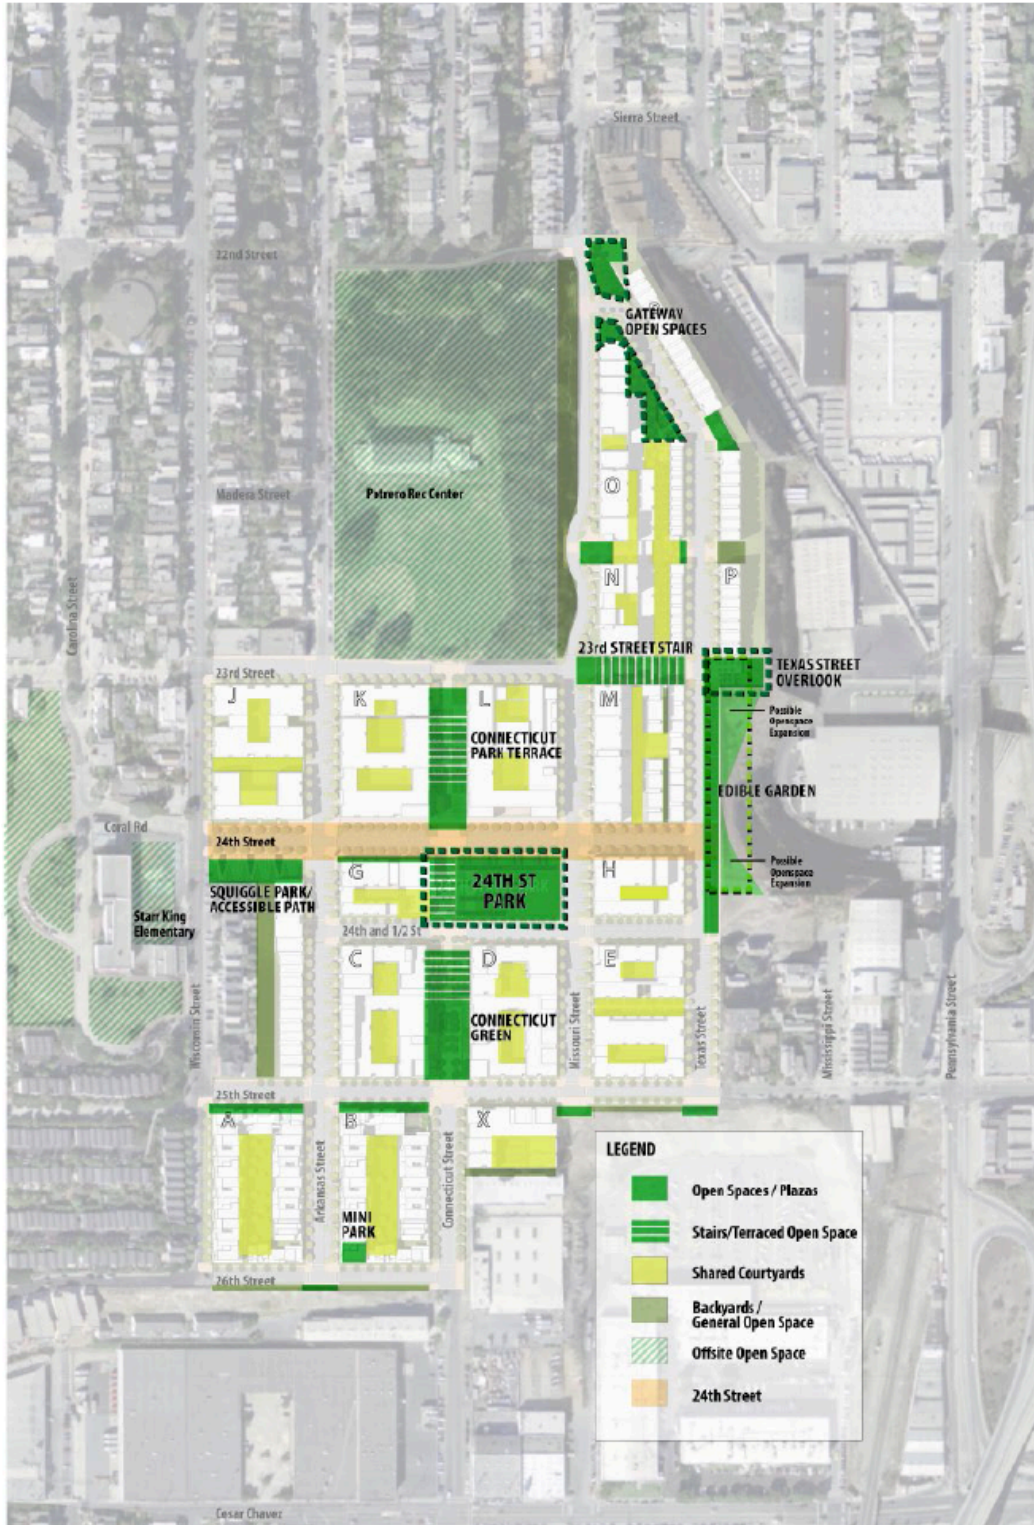 Sierra Street
22nd Street
GATEWAY
OPEN SPACES
O
Madera Street
Potrero Rec Center
N
P
Carolina Street
23rd STREET STAIR
23rd Street
TEXAS STREET
OVERLOOK
J
K
L
M
Possible
Openspace
Expansion
CONNECTICUT
PARK TERRACE
EDIBLE GARDEN
Coral Rd
24th Street
G
24TH ST
PARK
H
Possible
Openspace
Expansion
SQUIGGLE PARK/
ACCESSIBLE PATH
Starr King
Elementary
24th and 1/2 St
C
D
E
CONNECTICUT
GREEN
Wisconsin Street
Missouri Street
Texas Street
Mississippi Street
Pennsylvania Street
25th Street
A
B
X
Arkansas Street
Connecticut Street
MINI
PARK
26th Street
LEGEND
Open Spaces / Plazas
Stairs/Terraced Open Space
Shared Courtyards
Backyards /
General Open Space
Offsite Open Space
24th Street
Cesar Chavez